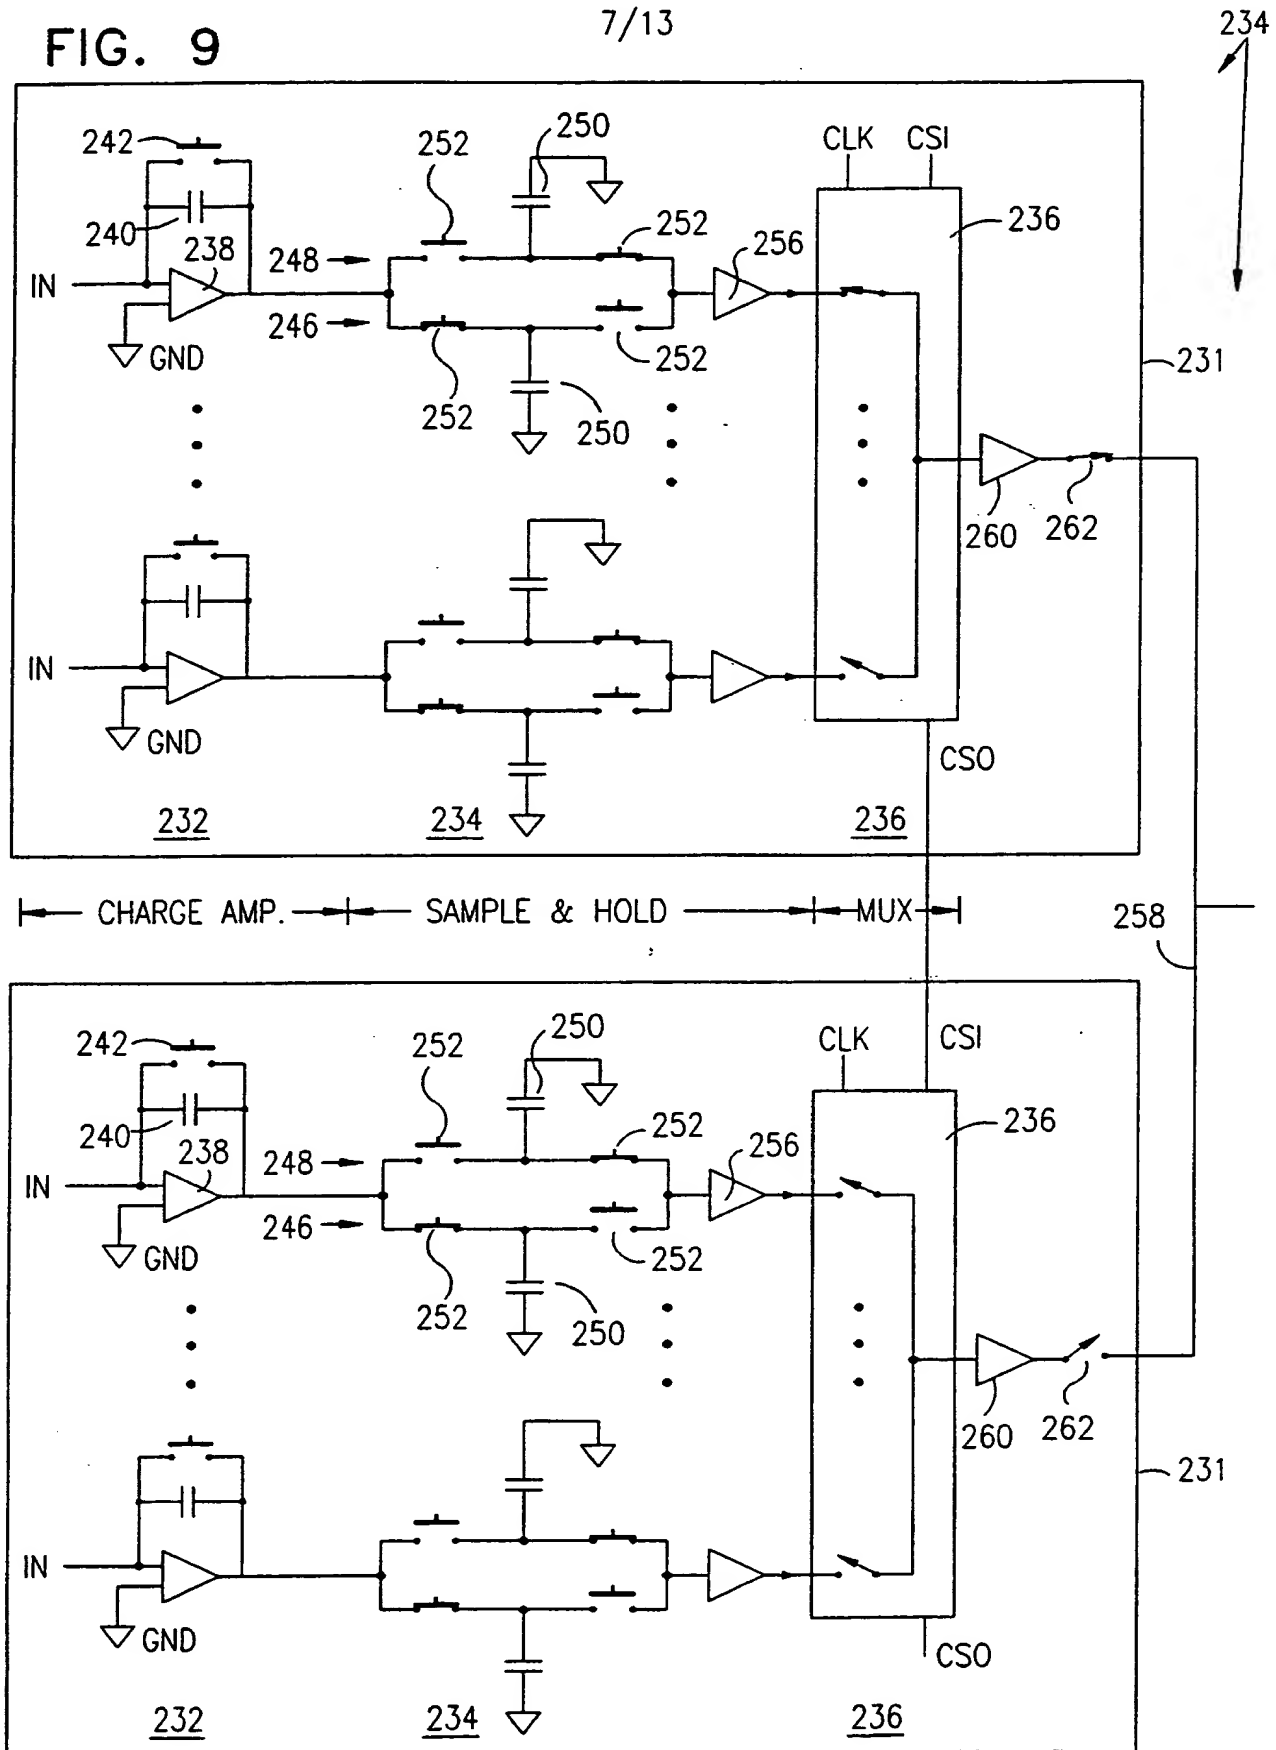 7/13
FIG. 9
234
242
252
250
CLK CSI
240
238
248
252
256
236
IN
246
GND
252
250
252
231
260
262
IN
GND
CSO
232
234
236
CHARGE AMP.
SAMPLE & HOLD
MUX
258
242
252
250
CLK
CSI
240
238
248
252
256
236
IN
246
GND
252
250
252
260
262
231
IN
GND
CSO
232
234
236